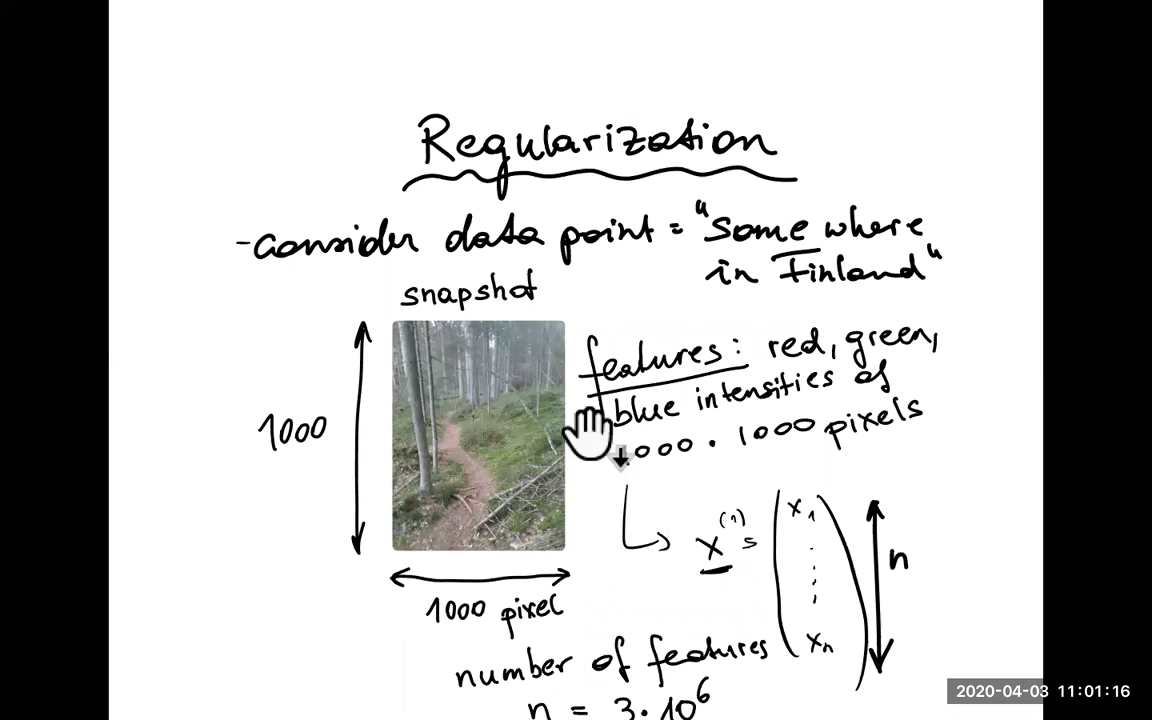 Regularization
- consider data point = "Some where
in Finland"
snapshot
features: red, green,
blue intensities of
1000 · 1000 pixels
1000
x(1) = (x1
n
xn)
1000 pixel
number of features
n = 3·10^6
2020-04-03 11:01:16